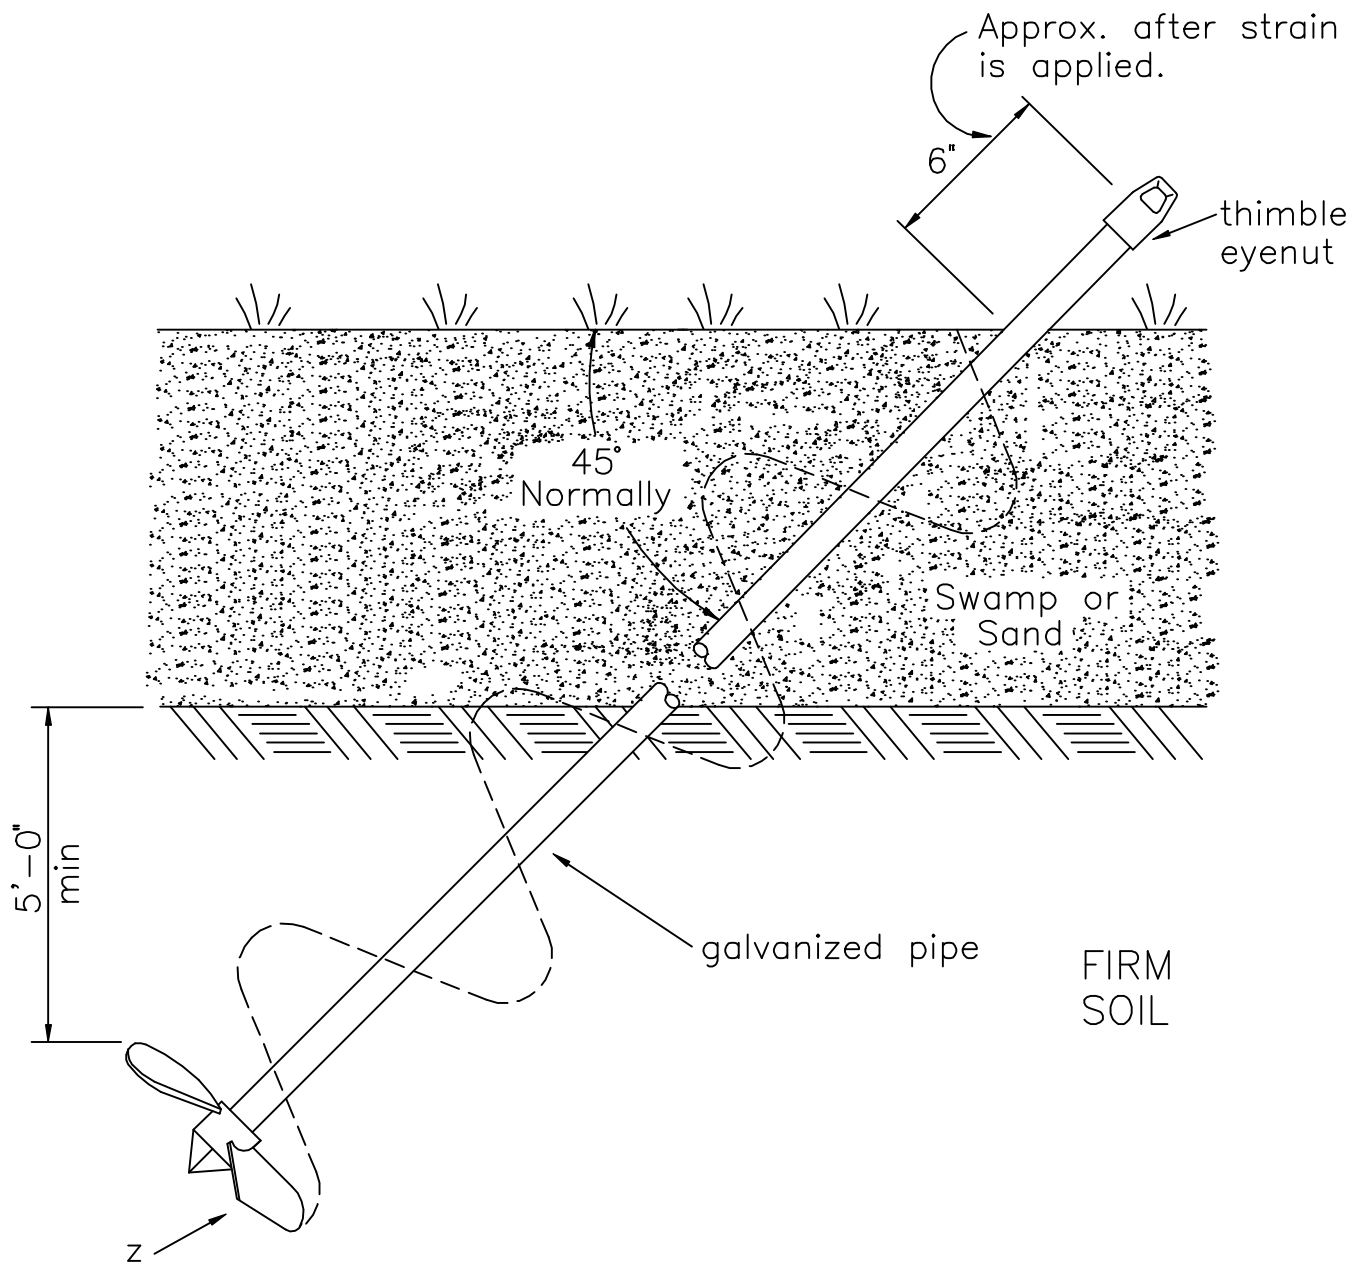 Approx. after strain
is applied.
6"
thimble
eyenut
45°
Normally
Swamp or
Sand
5'-0"
min
galvanized pipe
FIRM
SOIL
z